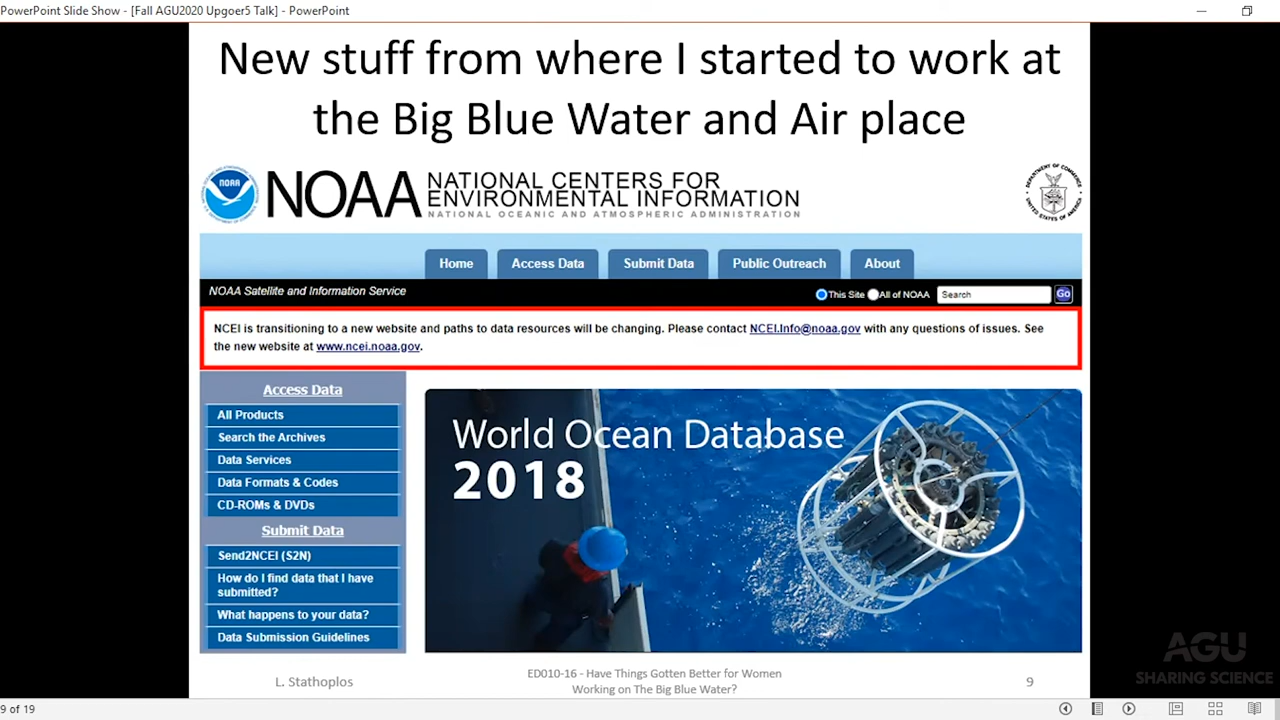 PowerPoint Slide Show - [Fall AGU2020 Upgoer5 Talk] - PowerPoint
New stuff from where I started to work at
the Big Blue Water and Air place
NOAA
NOAA
NATIONAL CENTERS FOR
ENVIRONMENTAL INFORMATION
NATIONAL OCEANIC AND ATMOSPHERIC ADMINISTRATION
DEPARTMENT OF COMMERCE
UNITED STATES OF AMERICA
Home Access Data Submit Data Public Outreach About
NOAA Satellite and Information Service
This Site All of NOAA Search Go
NCEI is transitioning to a new website and paths to data resources will be changing. Please contact NCEI.Info@noaa.gov with any questions of issues. See
the new website at www.ncei.noaa.gov.
Access Data
All Products
Search the Archives
Data Services
Data Formats & Codes
CD-ROMs & DVDs
Submit Data
Send2NCEI (S2N)
How do I find data that I have
submitted?
What happens to your data?
Data Submission Guidelines
World Ocean Database
2018
L. Stathoplos
ED010-16 - Have Things Gotten Better for Women
Working on The Big Blue Water?
9
AGU
SHARING SCIENCE
9 of 19